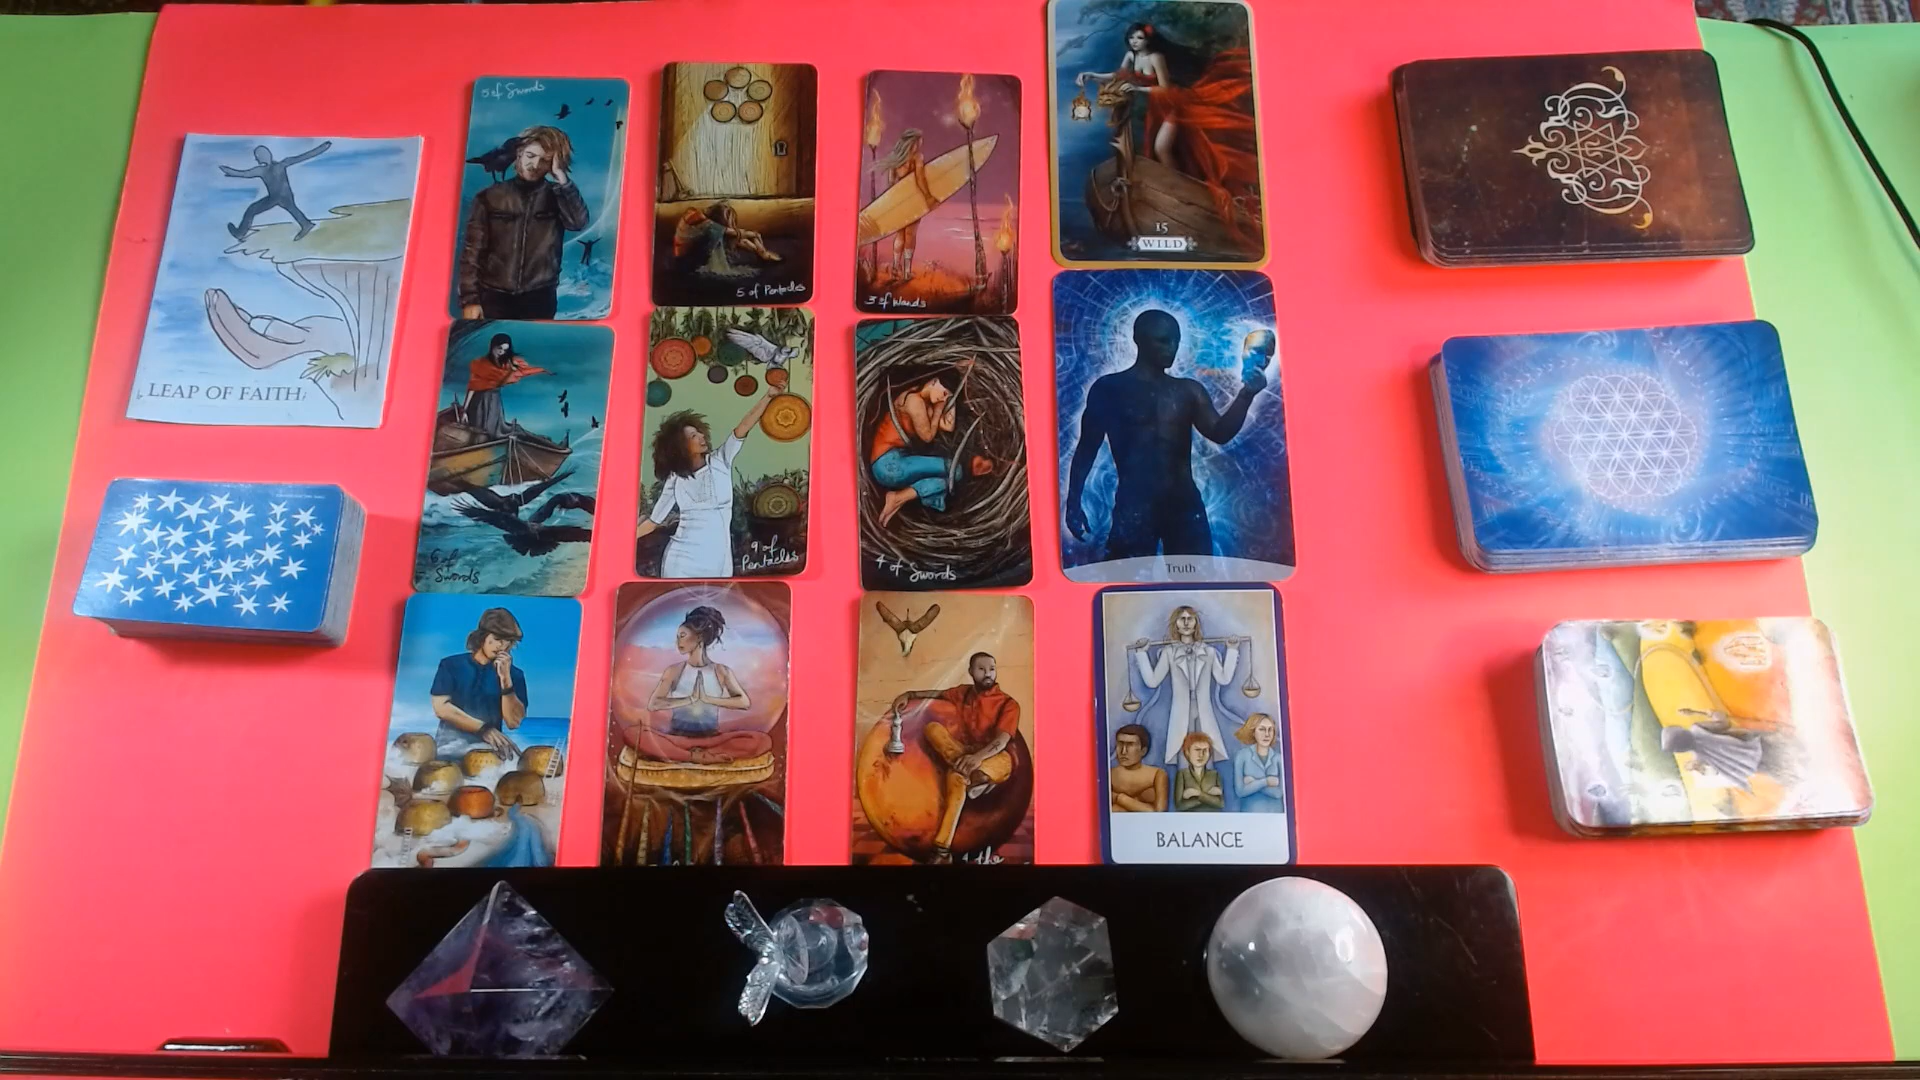 LEAP OF FAITH
5 of Swords
5 of Pentacles
3 of Wands
15
WILD
6 of
Swords
9 of
Pentacles
4 of Swords
Truth
the
BALANCE